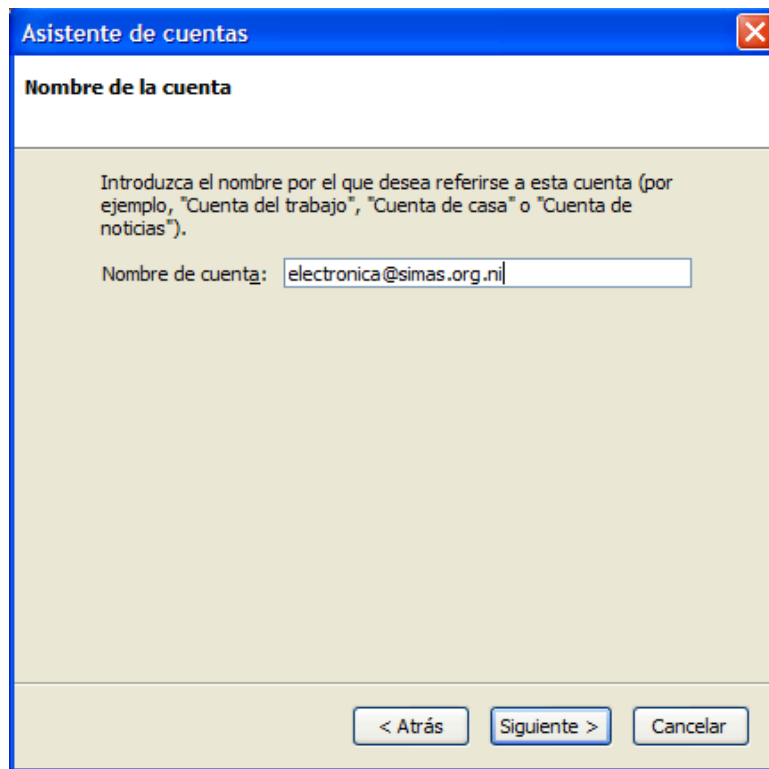 Asistente de cuentas
Nombre de la cuenta
Introduzca el nombre por el que desea referirse a esta cuenta (por
ejemplo, "Cuenta del trabajo", "Cuenta de casa" o "Cuenta de
noticias").
Nombre de cuenta: electronica@simas.org.ni
< Atrás Siguiente > Cancelar